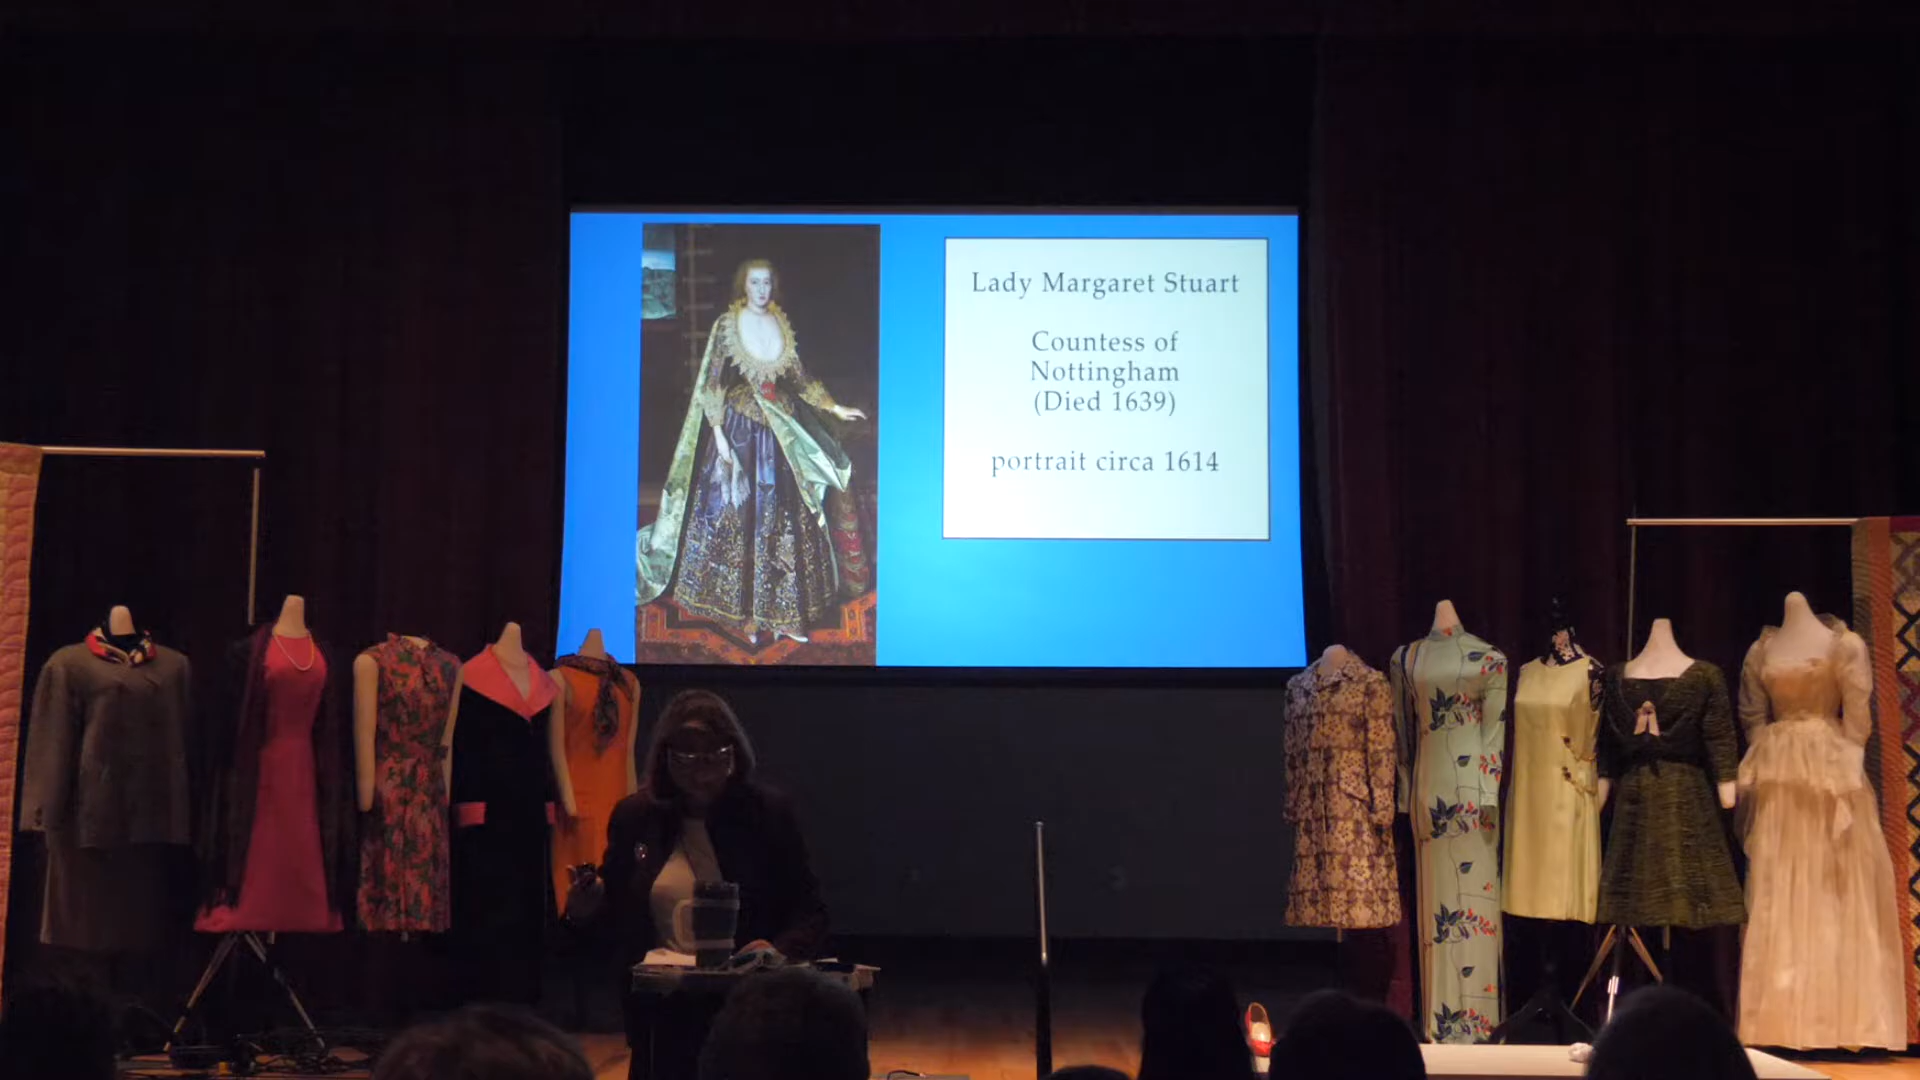 Lady Margaret Stuart
Countess of
Nottingham
(Died 1639)
portrait circa 1614